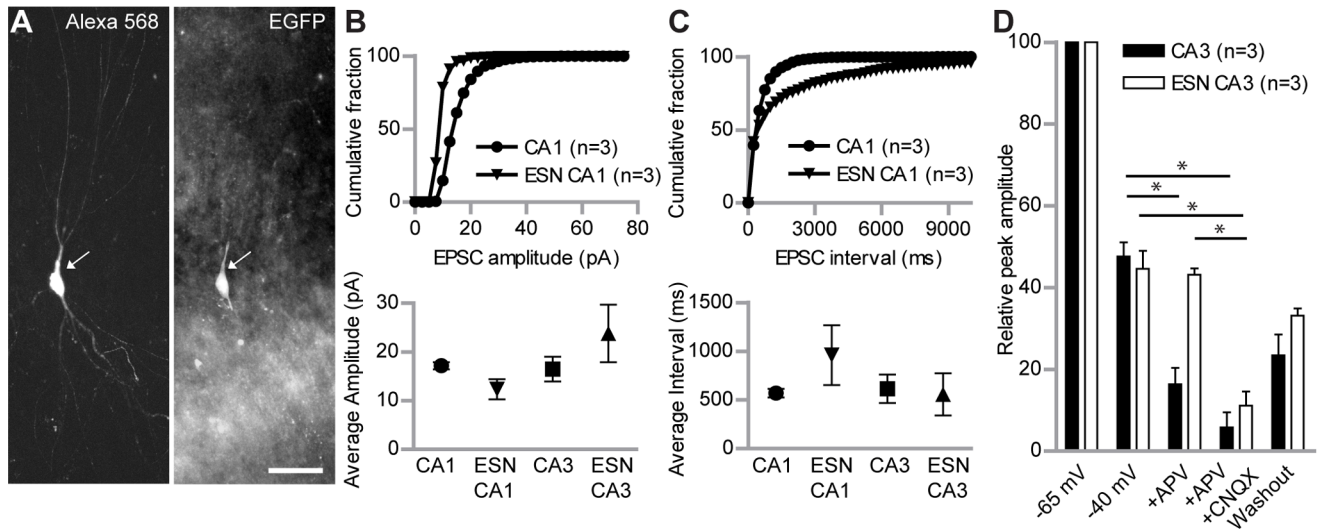 A Alexa 568 EGFP
B
Cumulative fraction
100
50
0
CA1 (n=3)
ESN CA1 (n=3)
0 20 40 60 80
EPSC amplitude (pA)
Average Amplitude (pA)
30
20
10
0
CA1 ESN CA1 CA3 ESN CA3
C
Cumulative fraction
100
50
0
CA1 (n=3)
ESN CA1 (n=3)
0 3000 6000 9000
EPSC interval (ms)
Average Interval (ms)
1500
1000
500
0
CA1 ESN CA1 CA3 ESN CA3
D
Relative peak amplitude
100
80
60
40
20
0
CA3 (n=3)
ESN CA3 (n=3)
*
*
*
*
-65 mV
-40 mV
+APV
+APV
+CNQX
Washout